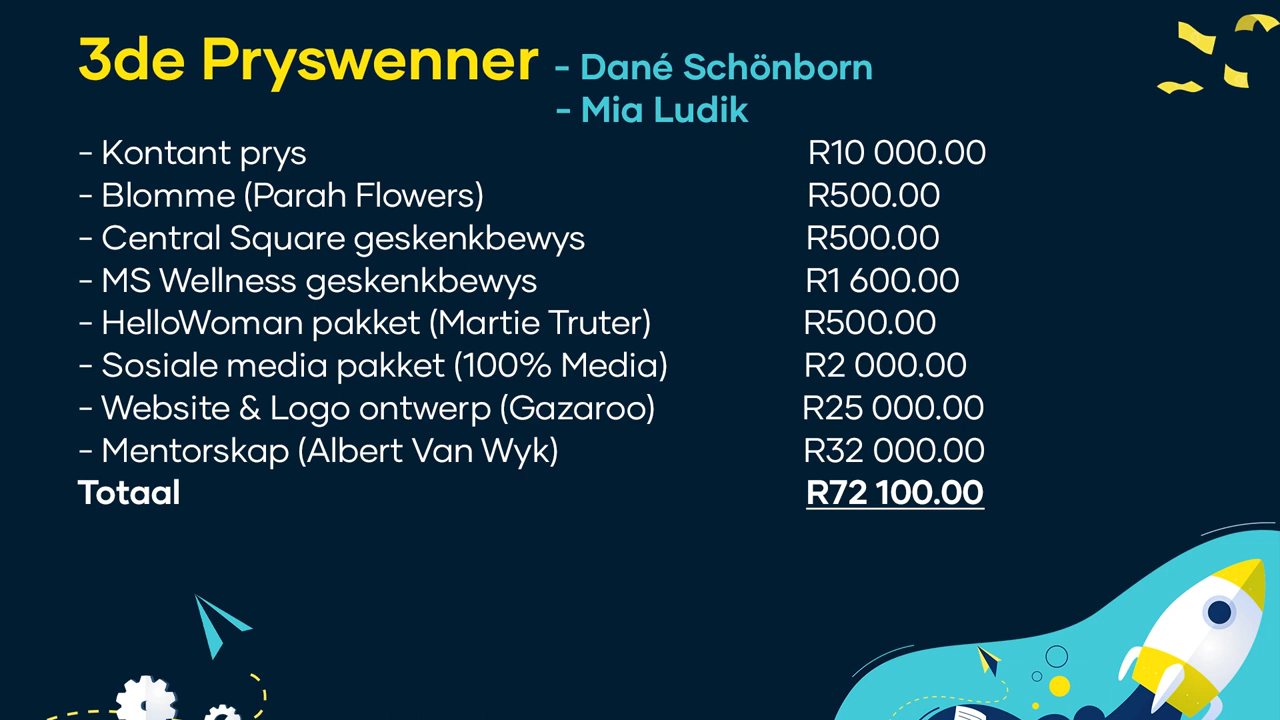 3de Pryswenner - Dané Schönborn
- Mia Ludik
- Kontant prys R10 000.00
- Blomme (Parah Flowers) R500.00
- Central Square geskenkbewys R500.00
- MS Wellness geskenkbewys R1 600.00
- HelloWoman pakket (Martie Truter) R500.00
- Sosiale media pakket (100% Media) R2 000.00
- Website & Logo ontwerp (Gazaroo) R25 000.00
- Mentorskap (Albert Van Wyk) R32 000.00
Totaal R72 100.00